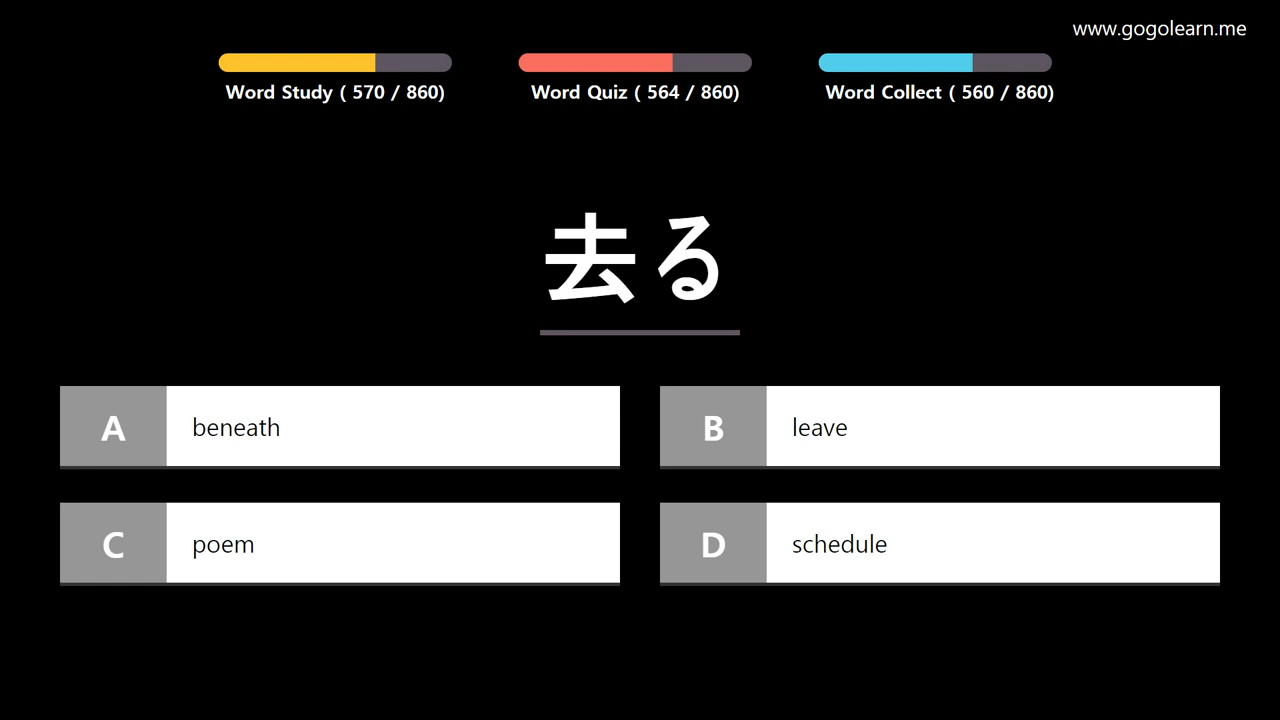 www.gogolearn.me
Word Study ( 570 / 860)
Word Quiz ( 564 / 860)
Word Collect ( 560 / 860)
去る
A beneath
B leave
C poem
D schedule